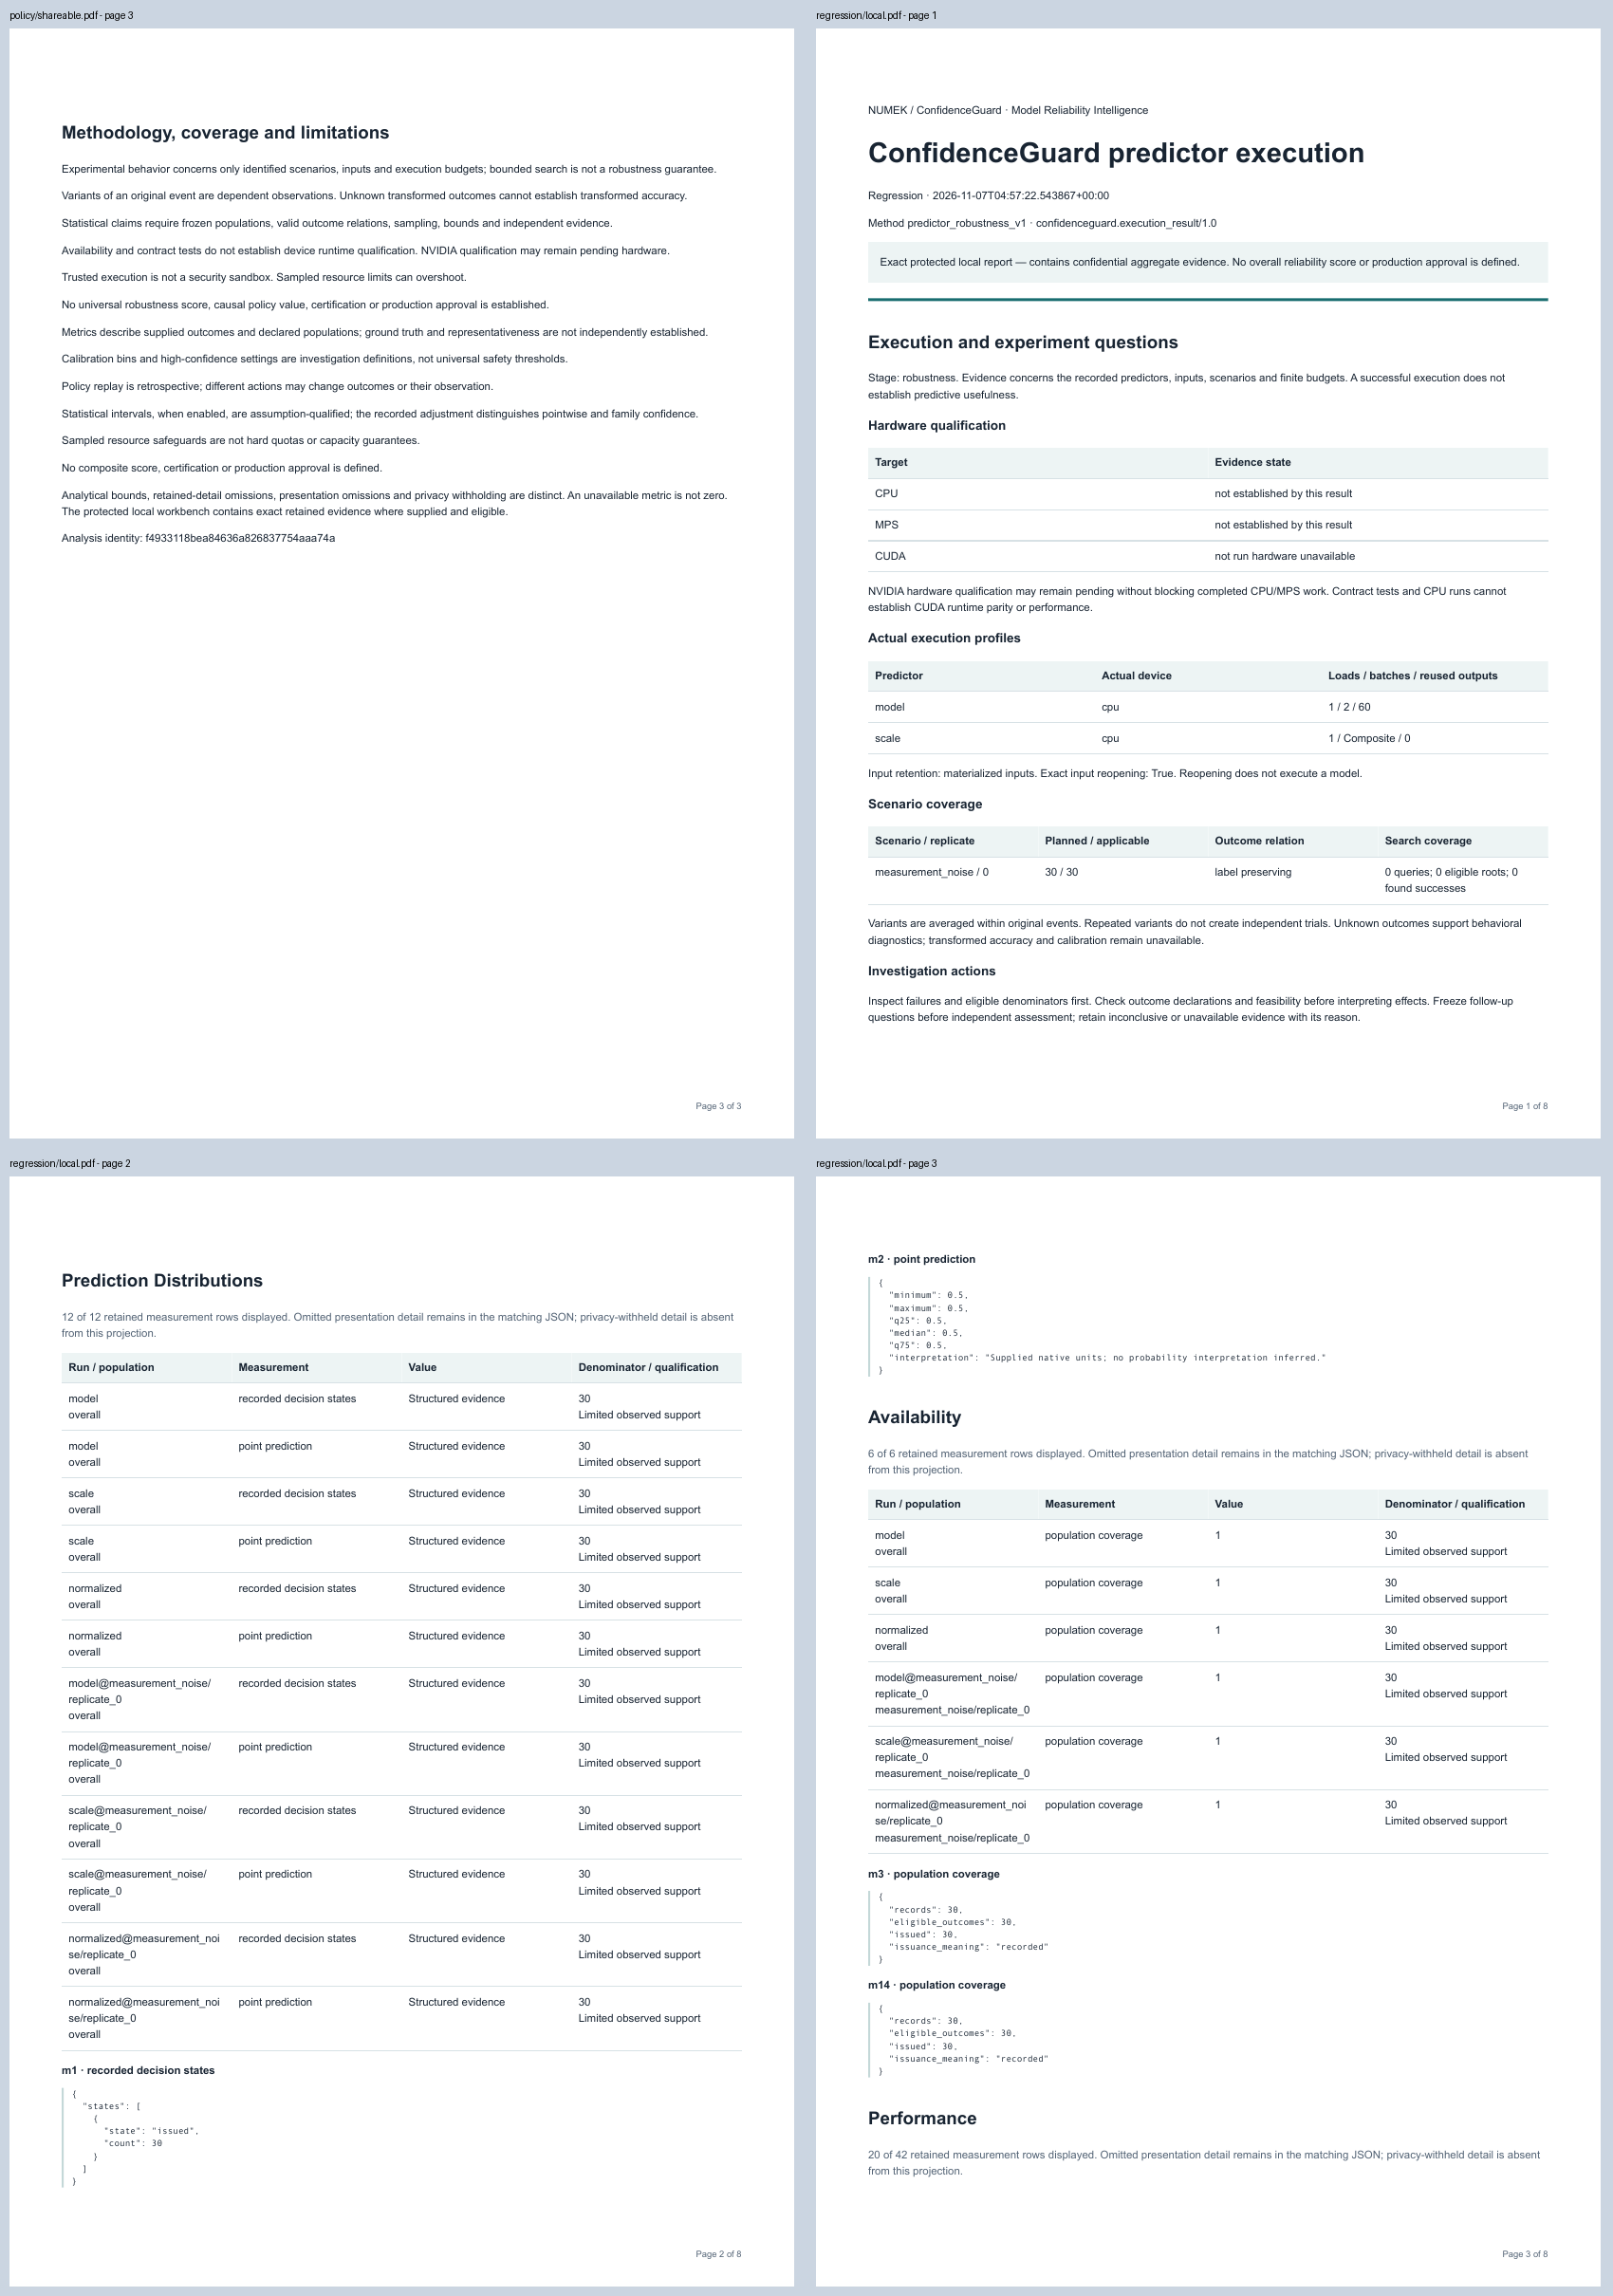 policy/shareable.pdf - page 3
Methodology, coverage and limitations
Experimental behavior concerns only identified scenarios, inputs and execution budgets; bounded search is not a robustness guarantee.
Variants of an original event are dependent observations. Unknown transformed outcomes cannot establish transformed accuracy.
Statistical claims require frozen populations, valid outcome relations, sampling, bounds and independent evidence.
Availability and contract tests do not establish device runtime qualification. NVIDIA qualification may remain pending hardware.
Trusted execution is not a security sandbox. Sampled resource limits can overshoot.
No universal robustness score, causal policy value, certification or production approval is established.
Metrics describe supplied outcomes and declared populations; ground truth and representativeness are not independently established.
Calibration bins and high-confidence settings are investigation definitions, not universal safety thresholds.
Policy replay is retrospective; different actions may change outcomes or their observation.
Statistical intervals, when enabled, are assumption-qualified; the recorded adjustment distinguishes pointwise and family confidence.
Sampled resource safeguards are not hard quotas or capacity guarantees.
No composite score, certification or production approval is defined.
Analytical bounds, retained-detail omissions, presentation omissions and privacy withholding are distinct. An unavailable metric is not zero.
The protected local workbench contains exact retained evidence where supplied and eligible.
Analysis identity: f4933118bea84636a826837754aaa74a
Page 3 of 3
regression/local.pdf - page 1
NUMEK / ConfidenceGuard · Model Reliability Intelligence
ConfidenceGuard predictor execution
Regression · 2026-11-07T04:57:22.543867+00:00
Method predictor_robustness_v1 · confidenceguard.execution_result/1.0
Exact protected local report — contains confidential aggregate evidence. No overall reliability score or production approval is defined.
Execution and experiment questions
Stage: robustness. Evidence concerns the recorded predictors, inputs, scenarios and finite budgets. A successful execution does not
establish predictive usefulness.
Hardware qualification
Target Evidence state
CPU not established by this result
MPS not established by this result
CUDA not run hardware unavailable
NVIDIA hardware qualification may remain pending without blocking completed CPU/MPS work. Contract tests and CPU runs cannot
establish CUDA runtime parity or performance.
Actual execution profiles
Predictor Actual device Loads / batches / reused outputs
model cpu 1 / 2 / 60
scale cpu 1 / Composite / 0
Input retention: materialized inputs. Exact input reopening: True. Reopening does not execute a model.
Scenario coverage
Scenario / replicate Planned / applicable Outcome relation Search coverage
measurement_noise / 0 30 / 30 label preserving 0 queries; 0 eligible roots; 0
found successes
Variants are averaged within original events. Repeated variants do not create independent trials. Unknown outcomes support behavioral
diagnostics; transformed accuracy and calibration remain unavailable.
Investigation actions
Inspect failures and eligible denominators first. Check outcome declarations and feasibility before interpreting effects. Freeze follow-up
questions before independent assessment; retain inconclusive or unavailable evidence with its reason.
Page 1 of 8
regression/local.pdf - page 2
Prediction Distributions
12 of 12 retained measurement rows displayed. Omitted presentation detail remains in the matching JSON; privacy-withheld detail is absent
from this projection.
Run / population Measurement Value Denominator / qualification
model recorded decision states Structured evidence 30
overall Limited observed support
model point prediction Structured evidence 30
overall Limited observed support
scale recorded decision states Structured evidence 30
overall Limited observed support
scale point prediction Structured evidence 30
overall Limited observed support
normalized recorded decision states Structured evidence 30
overall Limited observed support
normalized point prediction Structured evidence 30
overall Limited observed support
model@measurement_noise/ recorded decision states Structured evidence 30
replicate_0 Limited observed support
overall
model@measurement_noise/ point prediction Structured evidence 30
replicate_0 Limited observed support
overall
scale@measurement_noise/ recorded decision states Structured evidence 30
replicate_0 Limited observed support
overall
scale@measurement_noise/ point prediction Structured evidence 30
replicate_0 Limited observed support
overall
normalized@measurement_noi recorded decision states Structured evidence 30
se/replicate_0 Limited observed support
overall
normalized@measurement_noi point prediction Structured evidence 30
se/replicate_0 Limited observed support
overall
m1 · recorded decision states
{
"states": [
{
"state": "issued",
"count": 30
}
]
}
Page 2 of 8
regression/local.pdf - page 3
m2 · point prediction
{
"minimum": 0.5,
"maximum": 0.5,
"q25": 0.5,
"median": 0.5,
"q75": 0.5,
"interpretation": "Supplied native units; no probability interpretation inferred."
}
Availability
6 of 6 retained measurement rows displayed. Omitted presentation detail remains in the matching JSON; privacy-withheld detail is absent
from this projection.
Run / population Measurement Value Denominator / qualification
model population coverage 1 30
overall Limited observed support
scale population coverage 1 30
overall Limited observed support
normalized population coverage 1 30
overall Limited observed support
model@measurement_noise/ population coverage 1 30
replicate_0 Limited observed support
measurement_noise/replicate_0
scale@measurement_noise/ population coverage 1 30
replicate_0 Limited observed support
measurement_noise/replicate_0
normalized@measurement_noi population coverage 1 30
se/replicate_0 Limited observed support
measurement_noise/replicate_0
m3 · population coverage
{
"records": 30,
"eligible_outcomes": 30,
"issued": 30,
"issuance_meaning": "recorded"
}
m14 · population coverage
{
"records": 30,
"eligible_outcomes": 30,
"issued": 30,
"issuance_meaning": "recorded"
}
Performance
20 of 42 retained measurement rows displayed. Omitted presentation detail remains in the matching JSON; privacy-withheld detail is absent
from this projection.
Page 3 of 8